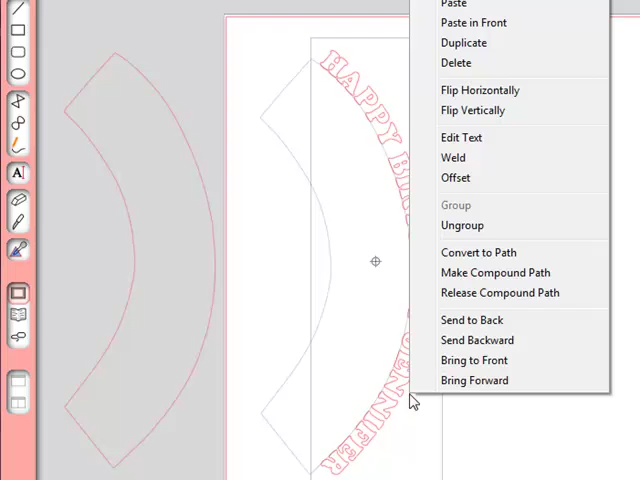 Paste
Paste in Front
Duplicate
Delete
Flip Horizontally
Flip Vertically
Edit Text
Weld
Offset
Group
Ungroup
Convert to Path
Make Compound Path
Release Compound Path
Send to Back
Send Backward
Bring to Front
Bring Forward
HAPPY BI
ENNIFER
A